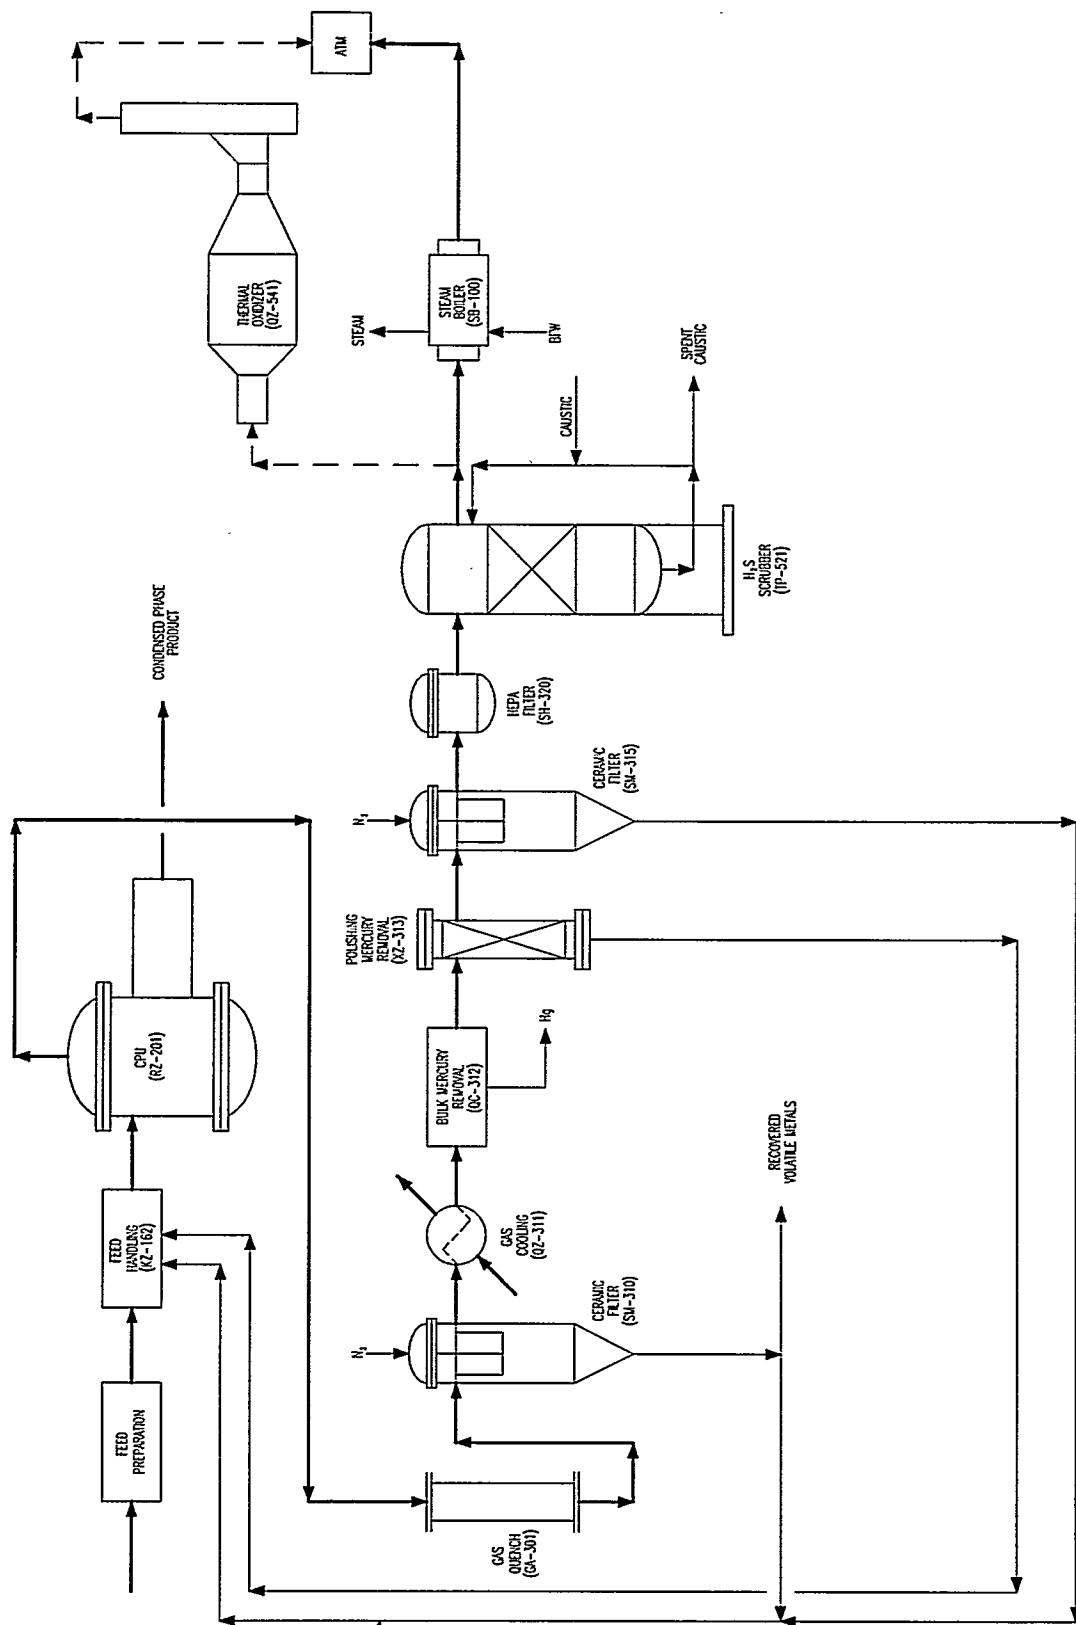 FEED
PREPARATION
FEED
HANDLING
(KZ-162)
CPU
(RZ-201)
CONDENSED PHASE
PRODUCT
THERMAL
OXIDIZER
(QZ-541)
ATM
GAS
QUENCH
(GA-301)
N₂
CERAMIC
FILTER
(SM-310)
GAS
COOLING
(QZ-311)
BULK MERCURY
REMOVAL
(QC-312)
Hg
POLISHING
MERCURY
REMOVAL
(XZ-313)
N₂
CERAMIC
FILTER
(SM-315)
HEPA
FILTER
(SH-320)
H₂S
SCRUBBER
(TP-521)
CAUSTIC
SPENT
CAUSTIC
STEAM
STEAM
BOILER
(SB-100)
BFW
RECOVERED
VOLATILE METALS